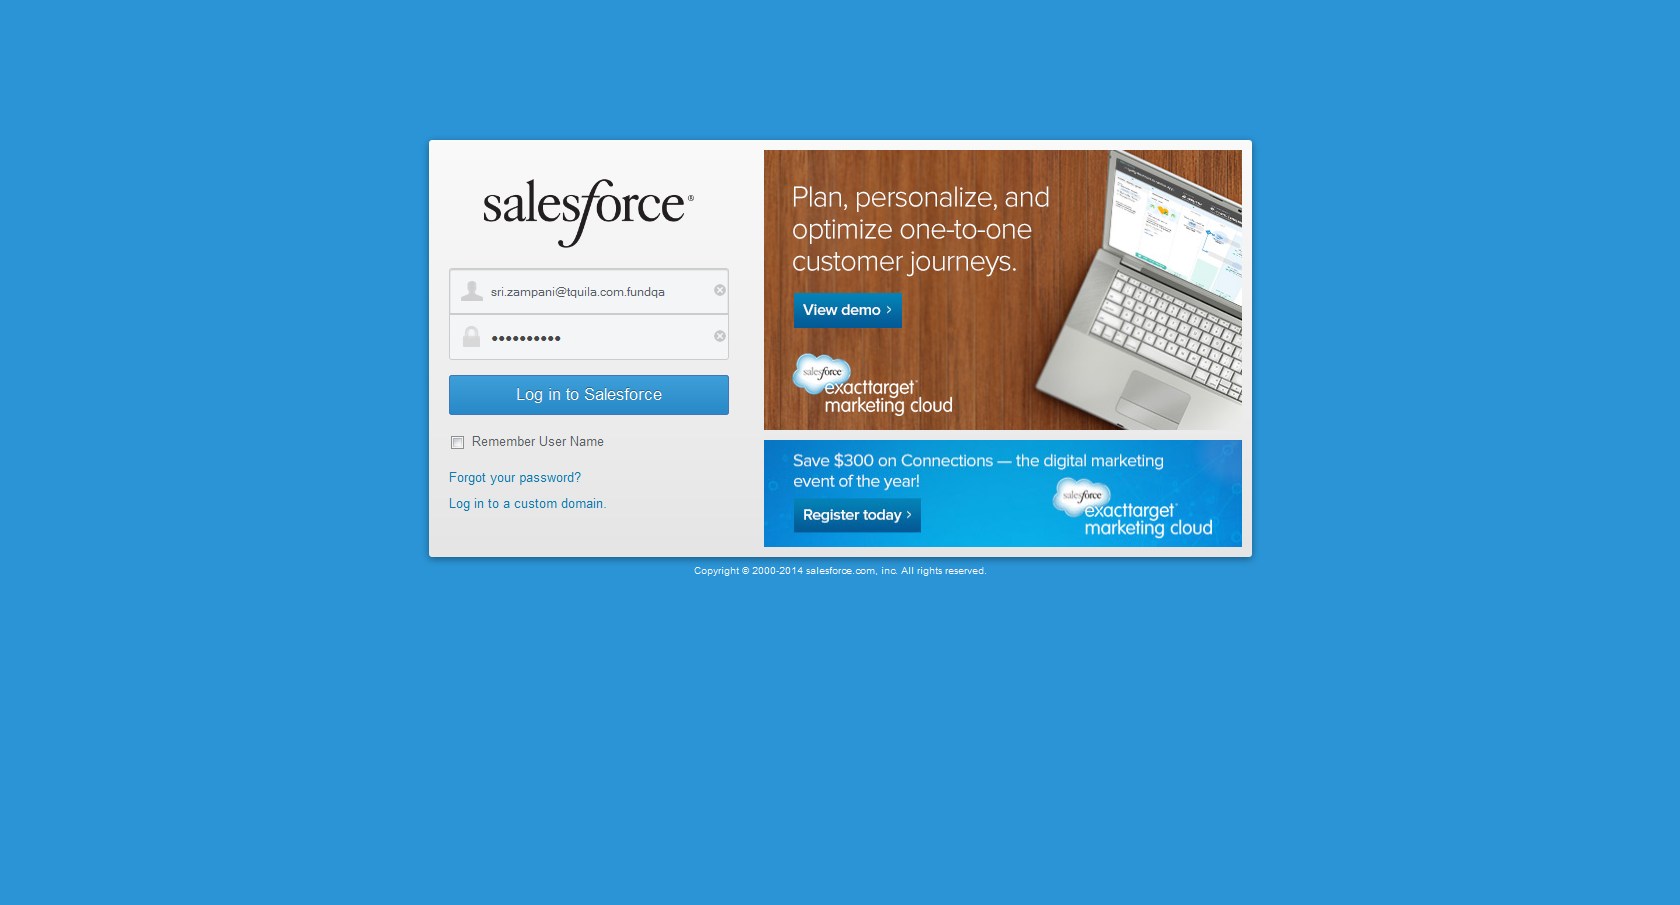 salesforce®
sri.zampani@tquila.com.fundqa
••••••••••
Log in to Salesforce
Remember User Name
Forgot your password?
Log in to a custom domain.
Plan, personalize, and
optimize one-to-one
customer journeys.
View demo ›
salesforce
exacttarget
marketing cloud
Save $300 on Connections — the digital marketing
event of the year!
Register today ›
salesforce
exacttarget
marketing cloud
Copyright © 2000-2014 salesforce.com, inc. All rights reserved.